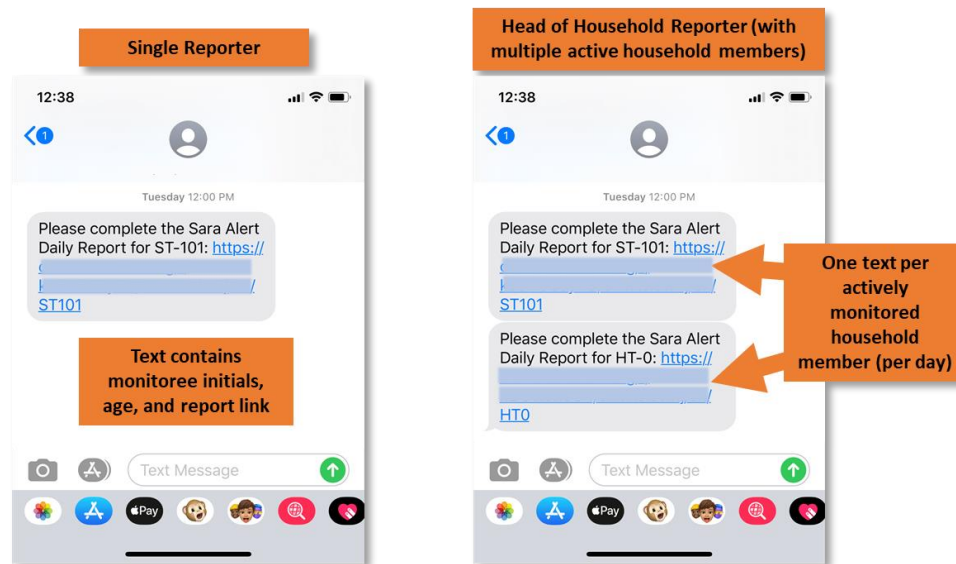 Single Reporter
12:38
1
Tuesday 12:00 PM
Please complete the Sara Alert
Daily Report for ST-101: https://
/
ST101
Text contains
monitoree initials,
age, and report link
Text Message
Pay
Head of Household Reporter (with
multiple active household members)
12:38
1
Tuesday 12:00 PM
Please complete the Sara Alert
Daily Report for ST-101: https://
/
ST101
Please complete the Sara Alert
Daily Report for HT-0: https://
/
HT0
One text per
actively
monitored
household
member (per day)
Text Message
Pay